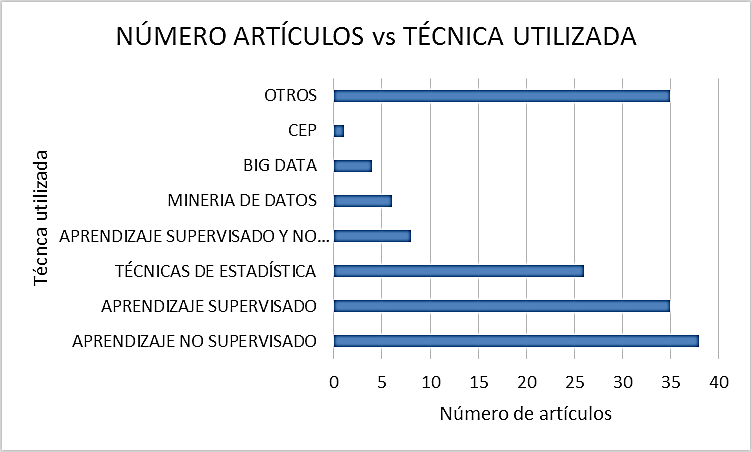 NÚMERO ARTÍCULOS vs TÉCNICA UTILIZADA
Técnca utilizada
OTROS
CEP
BIG DATA
MINERIA DE DATOS
APRENDIZAJE SUPERVISADO Y NO...
TÉCNICAS DE ESTADÍSTICA
APRENDIZAJE SUPERVISADO
APRENDIZAJE NO SUPERVISADO
0 5 10 15 20 25 30 35 40
Número de artículos